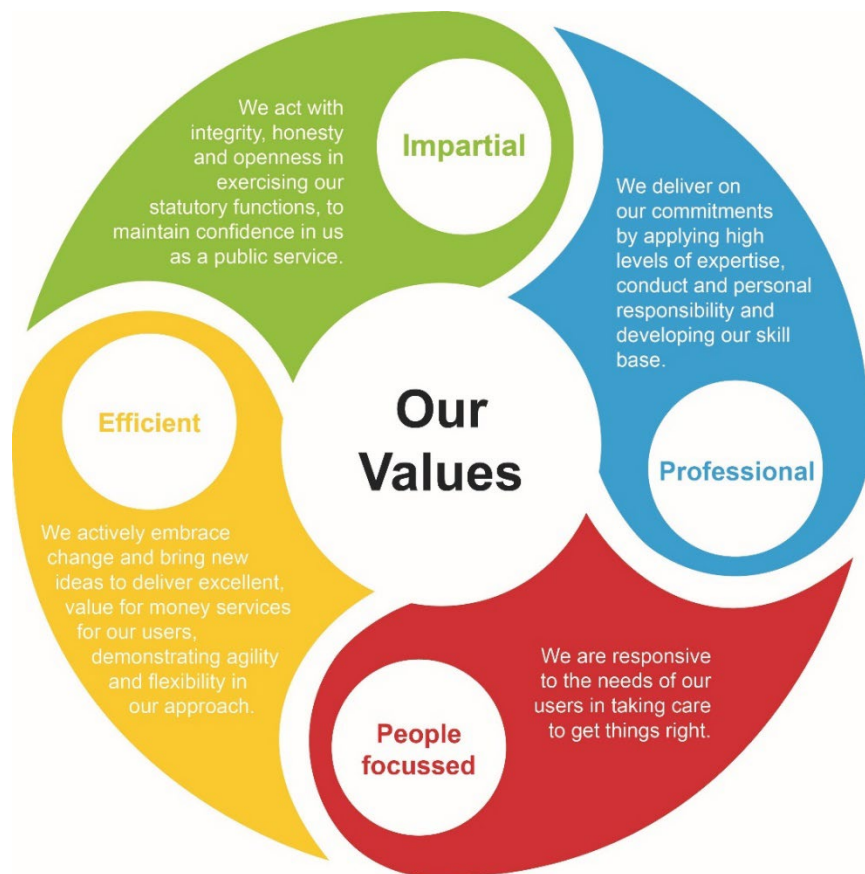 Impartial
We act with
integrity, honesty
and openness in
exercising our
statutory functions, to
maintain confidence in us
as a public service.
We deliver on
our commitments
by applying high
levels of expertise,
conduct and personal
responsibility and
developing our skill
base.
Professional
Our
Values
Efficient
We actively embrace
change and bring new
ideas to deliver excellent,
value for money services
for our users,
demonstrating agility
and flexibility in
our approach.
We are responsive
to the needs of our
users in taking care
to get things right.
People
focussed